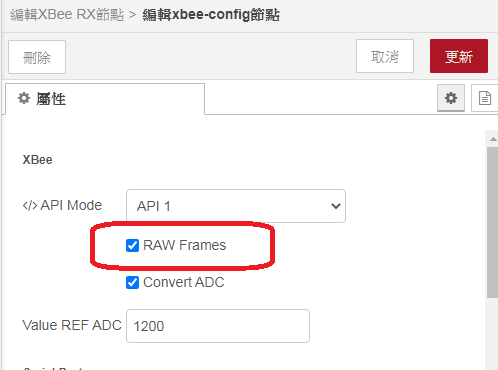 編輯XBee RX節點 > 編輯xbee-config節點
刪除
取消
更新
屬性
XBee
</> API Mode
API 1
RAW Frames
Convert ADC
Value REF ADC
1200